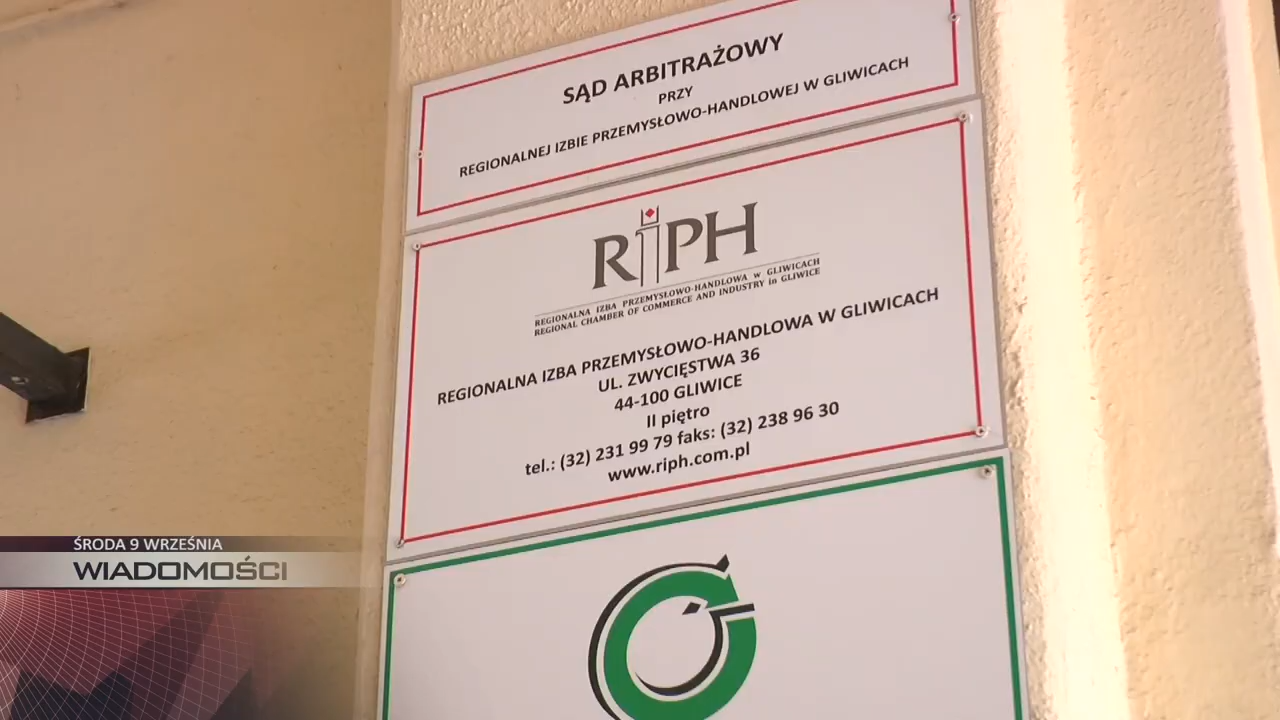 SĄD ARBITRAŻOWY
PRZY
REGIONALNEJ IZBIE PRZEMYSŁOWO-HANDLOWEJ W GLIWICACH
RIPH
REGIONALNA IZBA PRZEMYSŁOWO-HANDLOWA w GLIWICACH
REGIONAL CHAMBER OF COMMERCE AND INDUSTRY in GLIWICE
REGIONALNA IZBA PRZEMYSŁOWO-HANDLOWA W GLIWICACH
UL. ZWYCIĘSTWA 36
44-100 GLIWICE
II piętro
tel.: (32) 231 99 79 faks: (32) 238 96 30
www.riph.com.pl
ŚRODA 9 WRZEŚNIA
WIADOMOŚCI